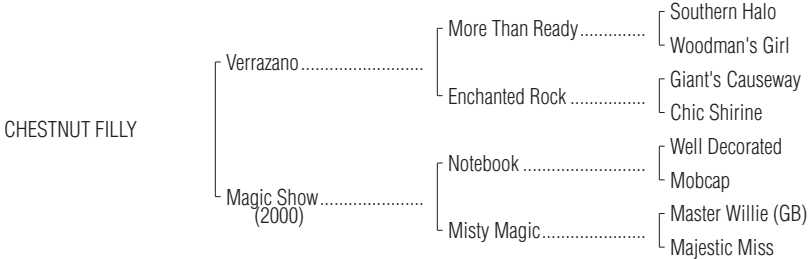 Southern Halo
More Than Ready..............
Woodman's Girl
Verrazano..........................
Giant's Causeway
Enchanted Rock................
Chic Shirine
CHESTNUT FILLY
Well Decorated
Notebook..........................
Mobcap
Magic Show......................
(2000)
Master Willie (GB)
Misty Magic......................
Majestic Miss